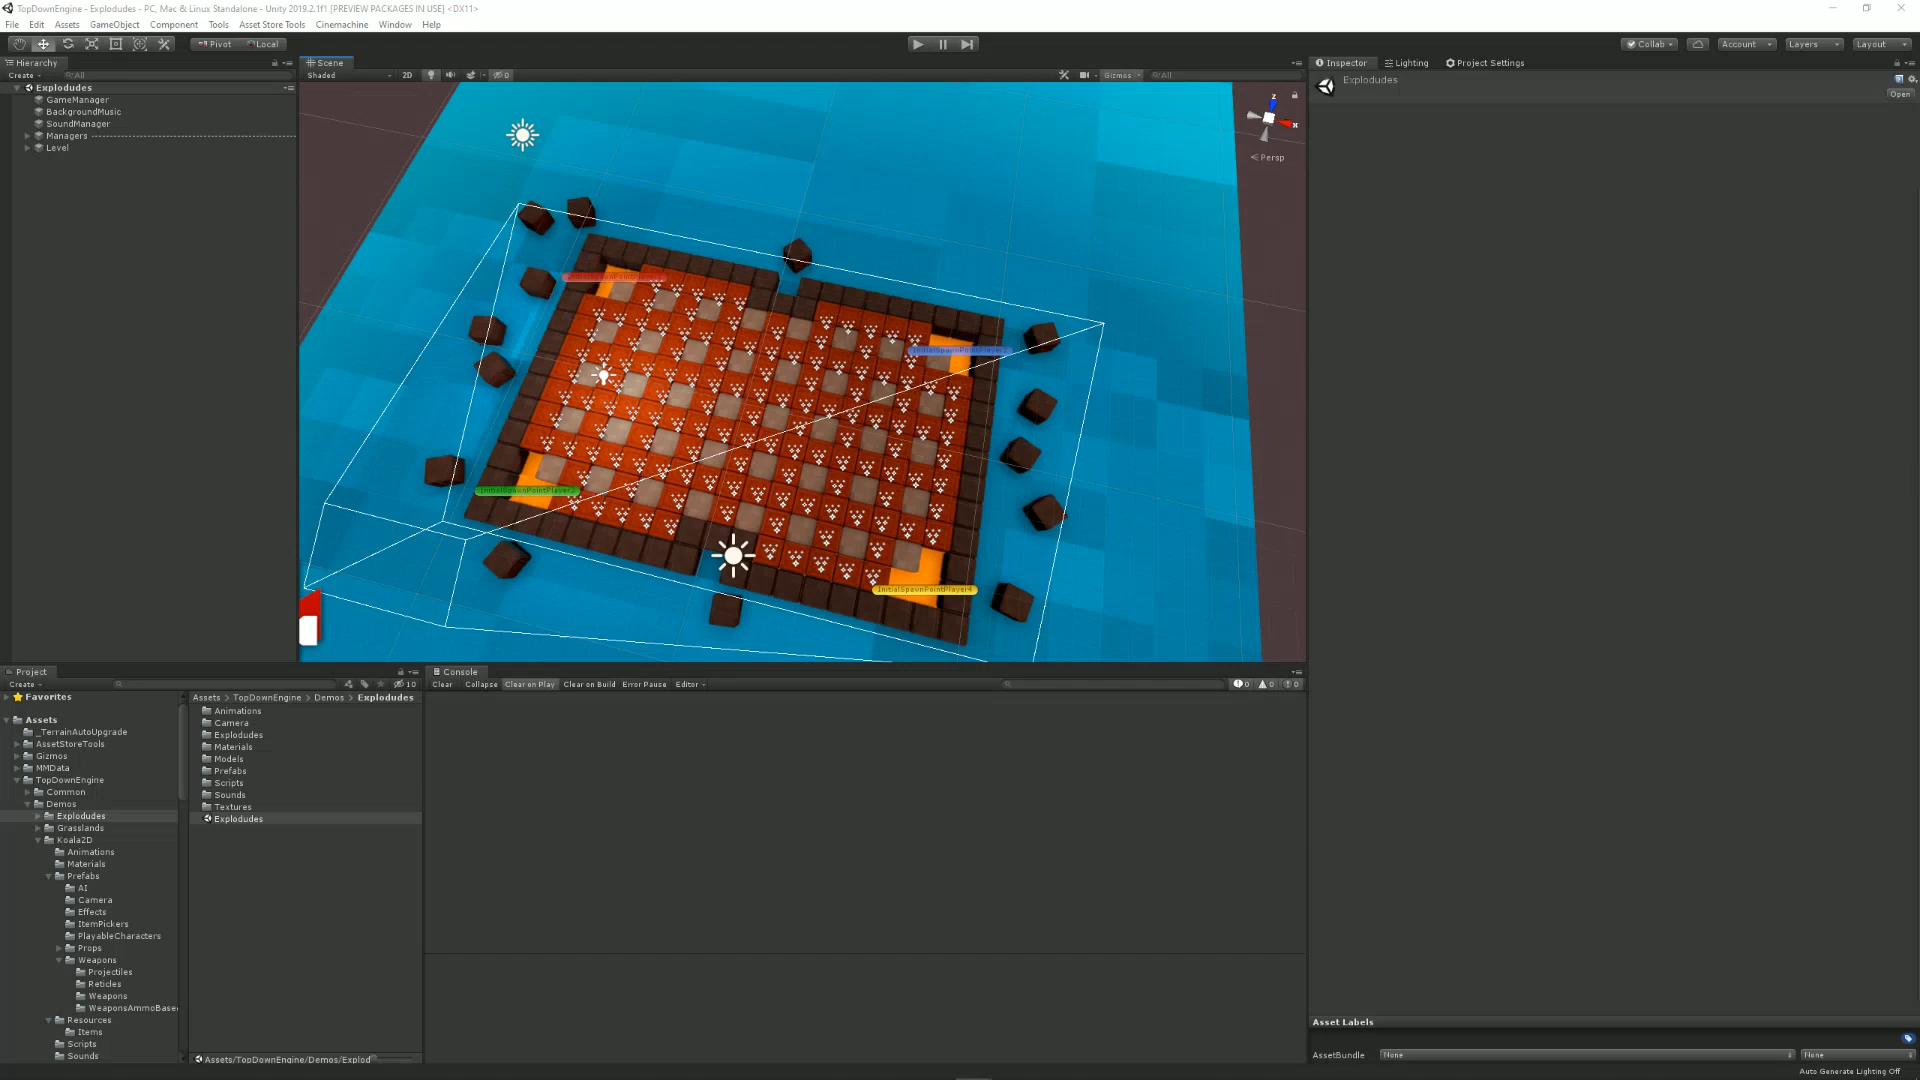 TopDownEngine - Explodudes - PC, Mac & Linux Standalone - Unity 2019.2.1f1 [PREVIEW PACKAGES IN USE] <DX11>
File Edit Assets GameObject Component Tools Asset Store Tools Cinemachine Window Help
Pivot Local Collab Account Layers Layout
Hierarchy
Create All
Explodudes
GameManager
BackgroundMusic
SoundManager
Managers
Level
Scene
Shaded 2D 0 Gizmos All
z
x
Persp
InitialSpawnPointPlayer3
InitialSpawnPointPlayer4
Inspector Lighting Project Settings
Explodudes
Open
Project
Create 10
Favorites
Assets
_TerrainAutoUpgrade
AssetStoreTools
Gizmos
MMData
TopDownEngine
Common
Demos
Explodudes
Grasslands
Koala2D
Animations
Materials
Prefabs
AI
Camera
Effects
ItemPickers
PlayableCharacters
Props
Weapons
Projectiles
Reticles
Weapons
WeaponsAmmoBase
Resources
Items
Scripts
Sounds
Assets > TopDownEngine > Demos > Explodudes
Animations
Camera
Explodudes
Materials
Models
Prefabs
Scripts
Sounds
Textures
Explodudes
Assets/TopDownEngine/Demos/Explod
Console
Clear Collapse Clear on Play Clear on Build Error Pause Editor 0 0 0
Asset Labels
AssetBundle None None
Auto Generate Lighting Off